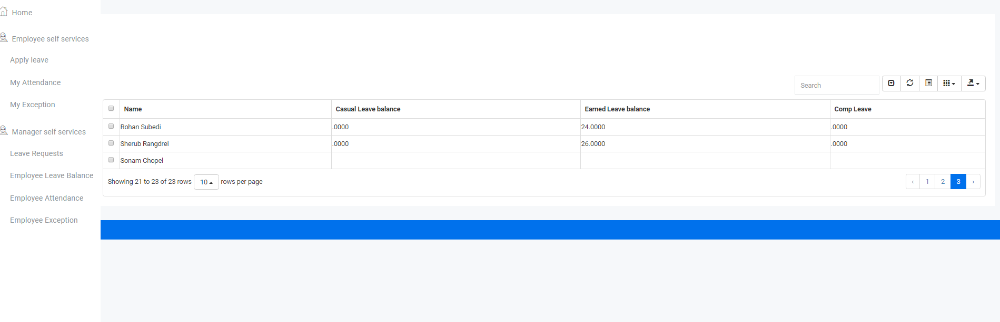 Home
Employee self services
Apply leave
My Attendance
My Exception
Manager self services
Leave Requests
Employee Leave Balance
Employee Attendance
Employee Exception
Search
Name Casual Leave balance Earned Leave balance Comp Leave
Rohan Subedi .0000 24.0000 .0000
Sherub Rangdrel .0000 26.0000 .0000
Sonam Chopel
Showing 21 to 23 of 23 rows 10 rows per page ‹ 1 2 3 ›